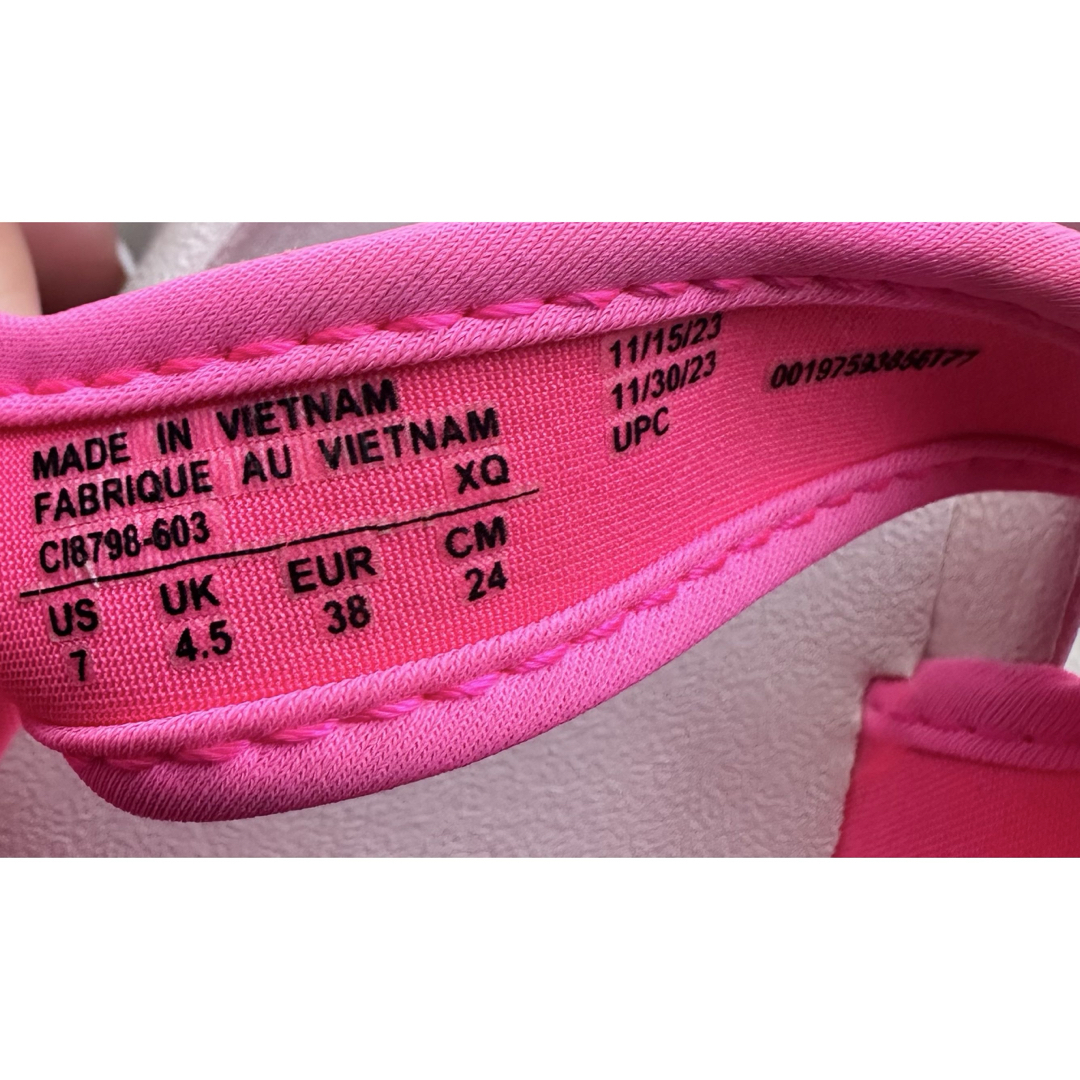 MADE IN VIETNAM
FABRIQUE AU VIETNAM
CI8798-603 XQ
US UK EUR CM
7 4.5 38 24
11/15/23
11/30/23
UPC